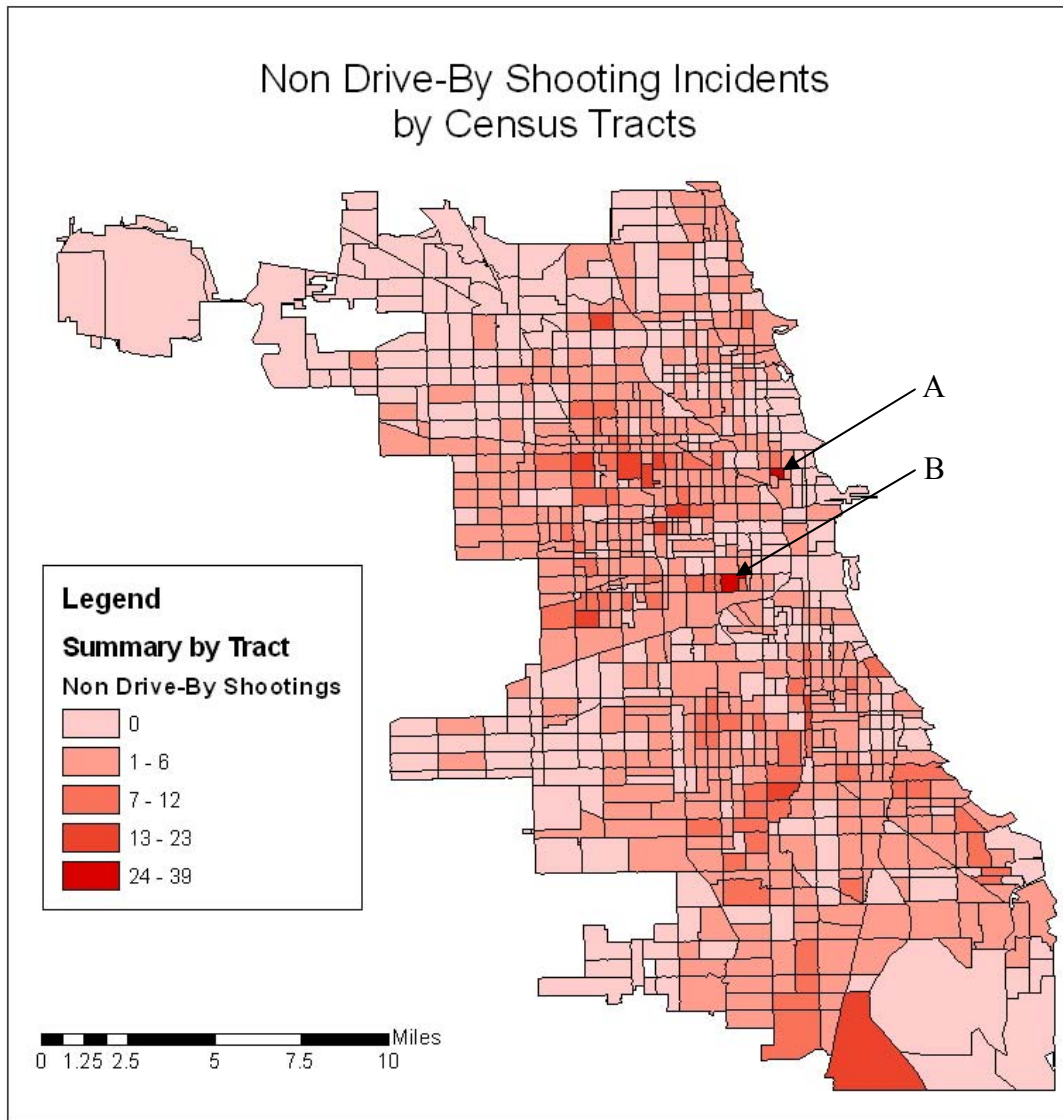 Non Drive-By Shooting Incidents
by Census Tracts
A
B
Legend
Summary by Tract
Non Drive-By Shootings
0
1 - 6
7 - 12
13 - 23
24 - 39
Miles
0 1.25 2.5 5 7.5 10